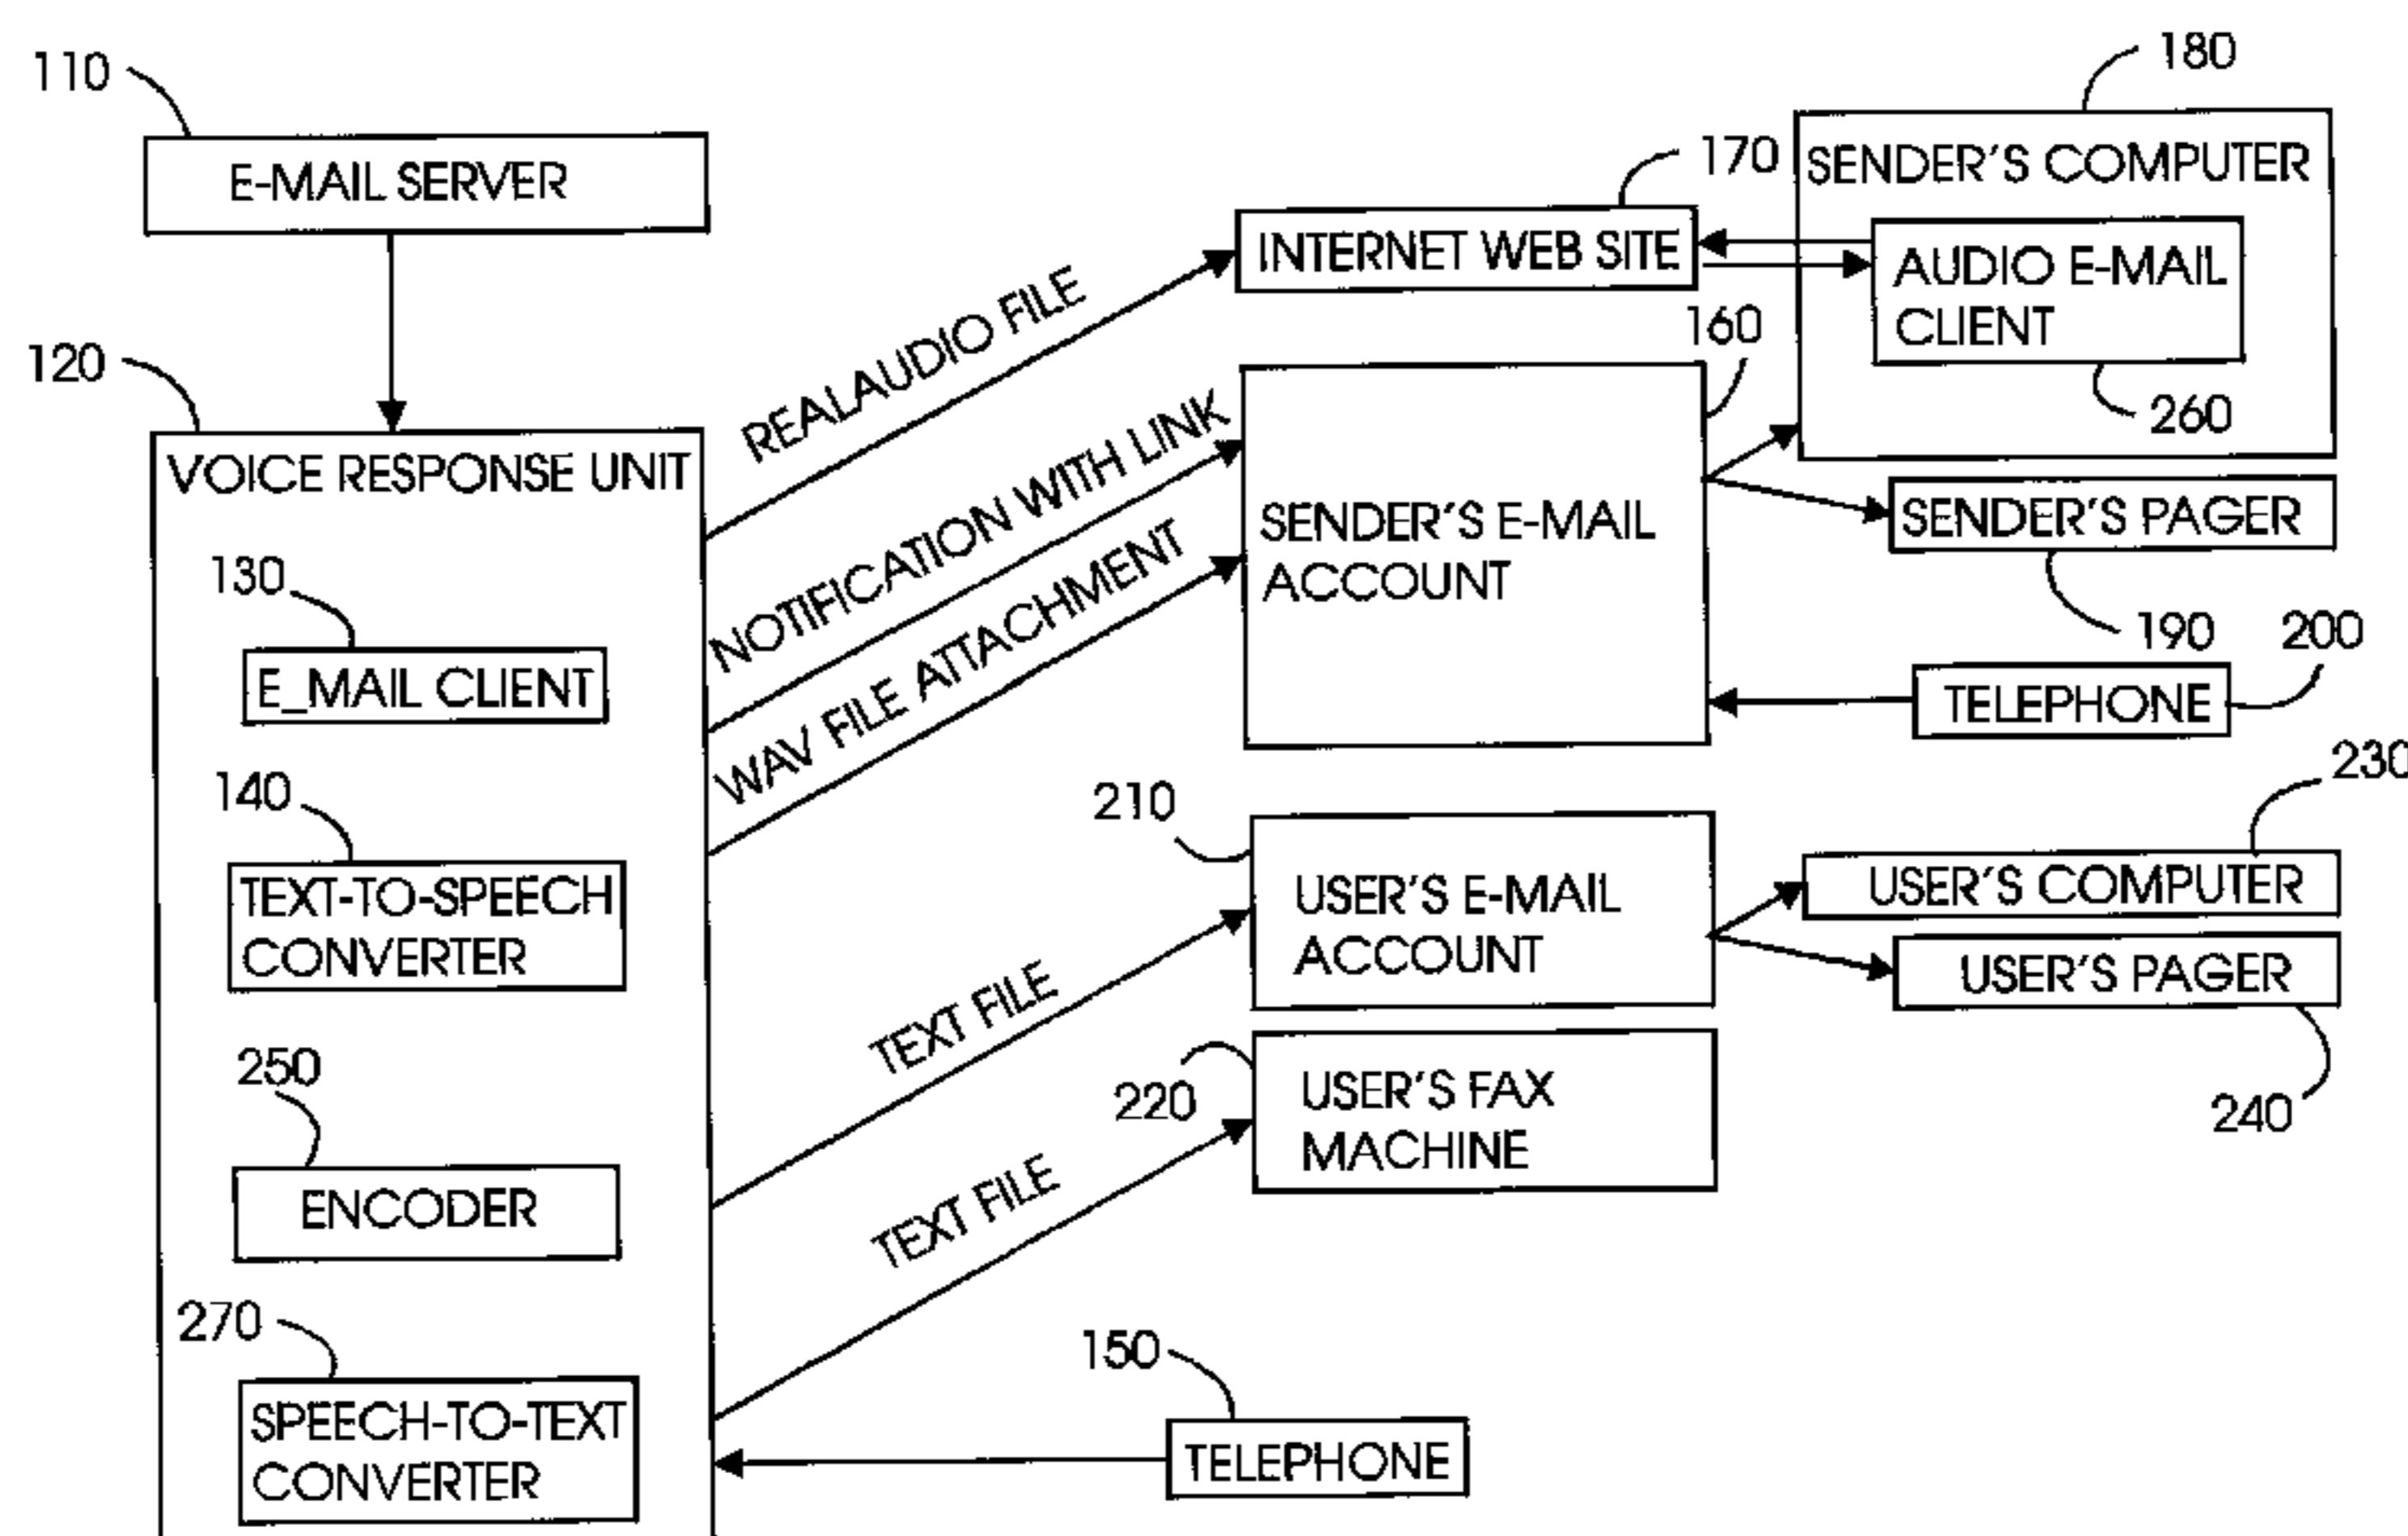 110
E-MAIL SERVER
120
VOICE RESPONSE UNIT
130
E_MAIL CLIENT
140
TEXT-TO-SPEECH
CONVERTER
250
ENCODER
270
SPEECH-TO-TEXT
CONVERTER
REALAUDIO FILE
NOTIFICATION WITH LINK
WAV FILE ATTACHMENT
TEXT FILE
TEXT FILE
170
INTERNET WEB SITE
160
SENDER'S E-MAIL
ACCOUNT
210
USER'S E-MAIL
ACCOUNT
220
USER'S FAX
MACHINE
150
TELEPHONE
180
SENDER'S COMPUTER
AUDIO E-MAIL
CLIENT
260
SENDER'S PAGER
190
200
TELEPHONE
230
USER'S COMPUTER
USER'S PAGER
240